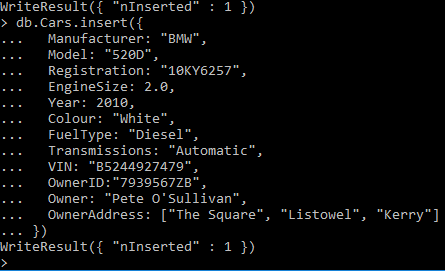 WriteResult({ "nInserted" : 1 })
> db.Cars.insert({
...   Manufacturer: "BMW",
...   Model: "520D",
...   Registration: "10KY6257",
...   EngineSize: 2.0,
...   Year: 2010,
...   Colour: "White",
...   FuelType: "Diesel",
...   Transmissions: "Automatic",
...   VIN: "B5244927479",
...   OwnerID:"7939567ZB",
...   Owner: "Pete O'Sullivan",
...   OwnerAddress: ["The Square", "Listowel", "Kerry"]
... })
WriteResult({ "nInserted" : 1 })
>